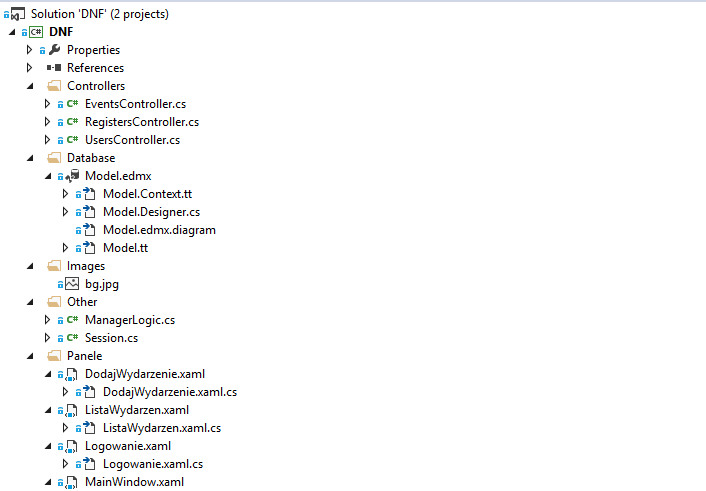 Solution 'DNF' (2 projects)
C# DNF
Properties
References
Controllers
C# EventsController.cs
C# RegistersController.cs
C# UsersController.cs
Database
Model.edmx
Model.Context.tt
Model.Designer.cs
Model.edmx.diagram
Model.tt
Images
bg.jpg
Other
C# ManagerLogic.cs
C# Session.cs
Panele
DodajWydarzenie.xaml
DodajWydarzenie.xaml.cs
ListaWydarzen.xaml
ListaWydarzen.xaml.cs
Logowanie.xaml
Logowanie.xaml.cs
MainWindow.xaml